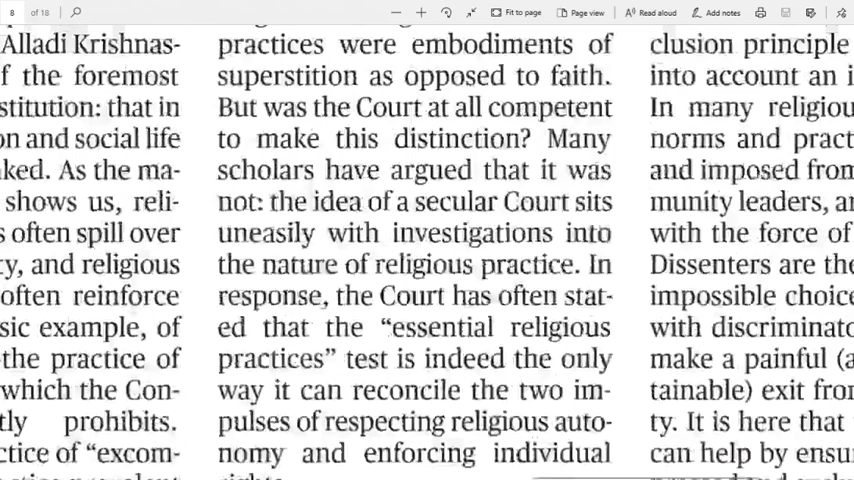 8 of 18
Fit to page
Page view
Read aloud
Add notes
Alladi Krishnas-
f the foremost
stitution: that in
on and social life
ked. As the ma-
shows us, reli-
s often spill over
ty, and religious
often reinforce
sic example, of
the practice of
which the Con-
tly prohibits.
ctice of “excom-
practices were embodiments of
superstition as opposed to faith.
But was the Court at all competent
to make this distinction? Many
scholars have argued that it was
not: the idea of a secular Court sits
uneasily with investigations into
the nature of religious practice. In
response, the Court has often stat-
ed that the “essential religious
practices” test is indeed the only
way it can reconcile the two im-
pulses of respecting religious auto-
nomy and enforcing individual
clusion principle
into account an i
In many religiou
norms and pract
and imposed from
munity leaders, an
with the force of
Dissenters are the
impossible choice
with discriminato
make a painful (a
tainable) exit from
ty. It is here that
can help by ensu